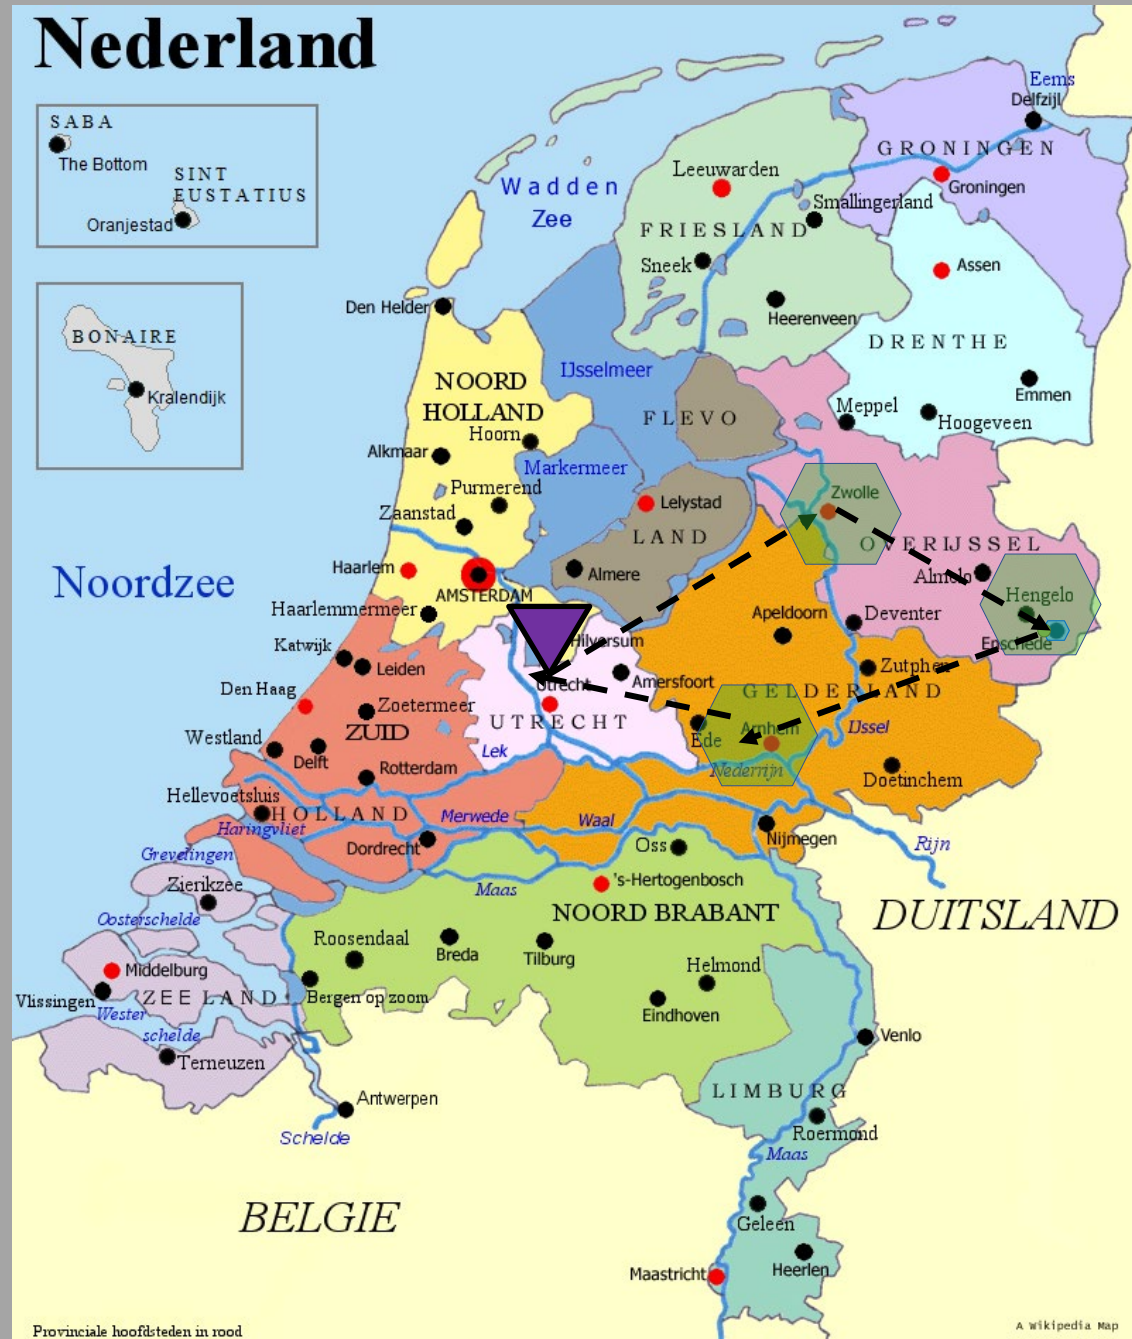 Nederland
SABA
The Bottom
SINT
EUSTATIUS
Oranjestad
BONAIRE
Kralendijk
Eems
Delfzijl
GRONINGEN
Groningen
Wadden
Zee
Leeuwarden
Smallingerland
FRIESLAND
Sneek
Heerenveen
Assen
DRENTHE
Emmen
Meppel
Hoogeveen
Den Helder
NOORD
HOLLAND
IJsselmeer
FLEVO
Hoorn
Alkmaar
Markermeer
Purmerend
Zaanstad
Lelystad
LAND
Zwolle
OVERIJSSEL
Almelo
Hengelo
Enschede
Noordzee
Haarlem
AMSTERDAM
Almere
Haarlemmermeer
Apeldoorn
Deventer
Katwijk
Leiden
Hilversum
Utrecht
Amersfoort
Zutphen
GELDERLAND
Den Haag
Zoetermeer
ZUID
UTRECHT
Ede
Arnhem
IJssel
Westland
Delft
Lek
Nederrijn
Rotterdam
Doetinchem
Hellevoetsluis
HOLLAND
Merwede
Waal
Haringvliet
Dordrecht
Oss
Nijmegen
Rijn
Grevelingen
Zierikzee
Maas
's-Hertogenbosch
NOORD BRABANT
DUITSLAND
Oosterschelde
Roosendaal
Breda
Tilburg
Helmond
Middelburg
Vlissingen
ZEELAND
Bergen op zoom
Eindhoven
Wester
schelde
Terneuzen
Venlo
Antwerpen
LIMBURG
Schelde
Roermond
Maas
BELGIE
Geleen
Maastricht
Heerlen
Provinciale hoofdsteden in rood
A Wikipedia Map